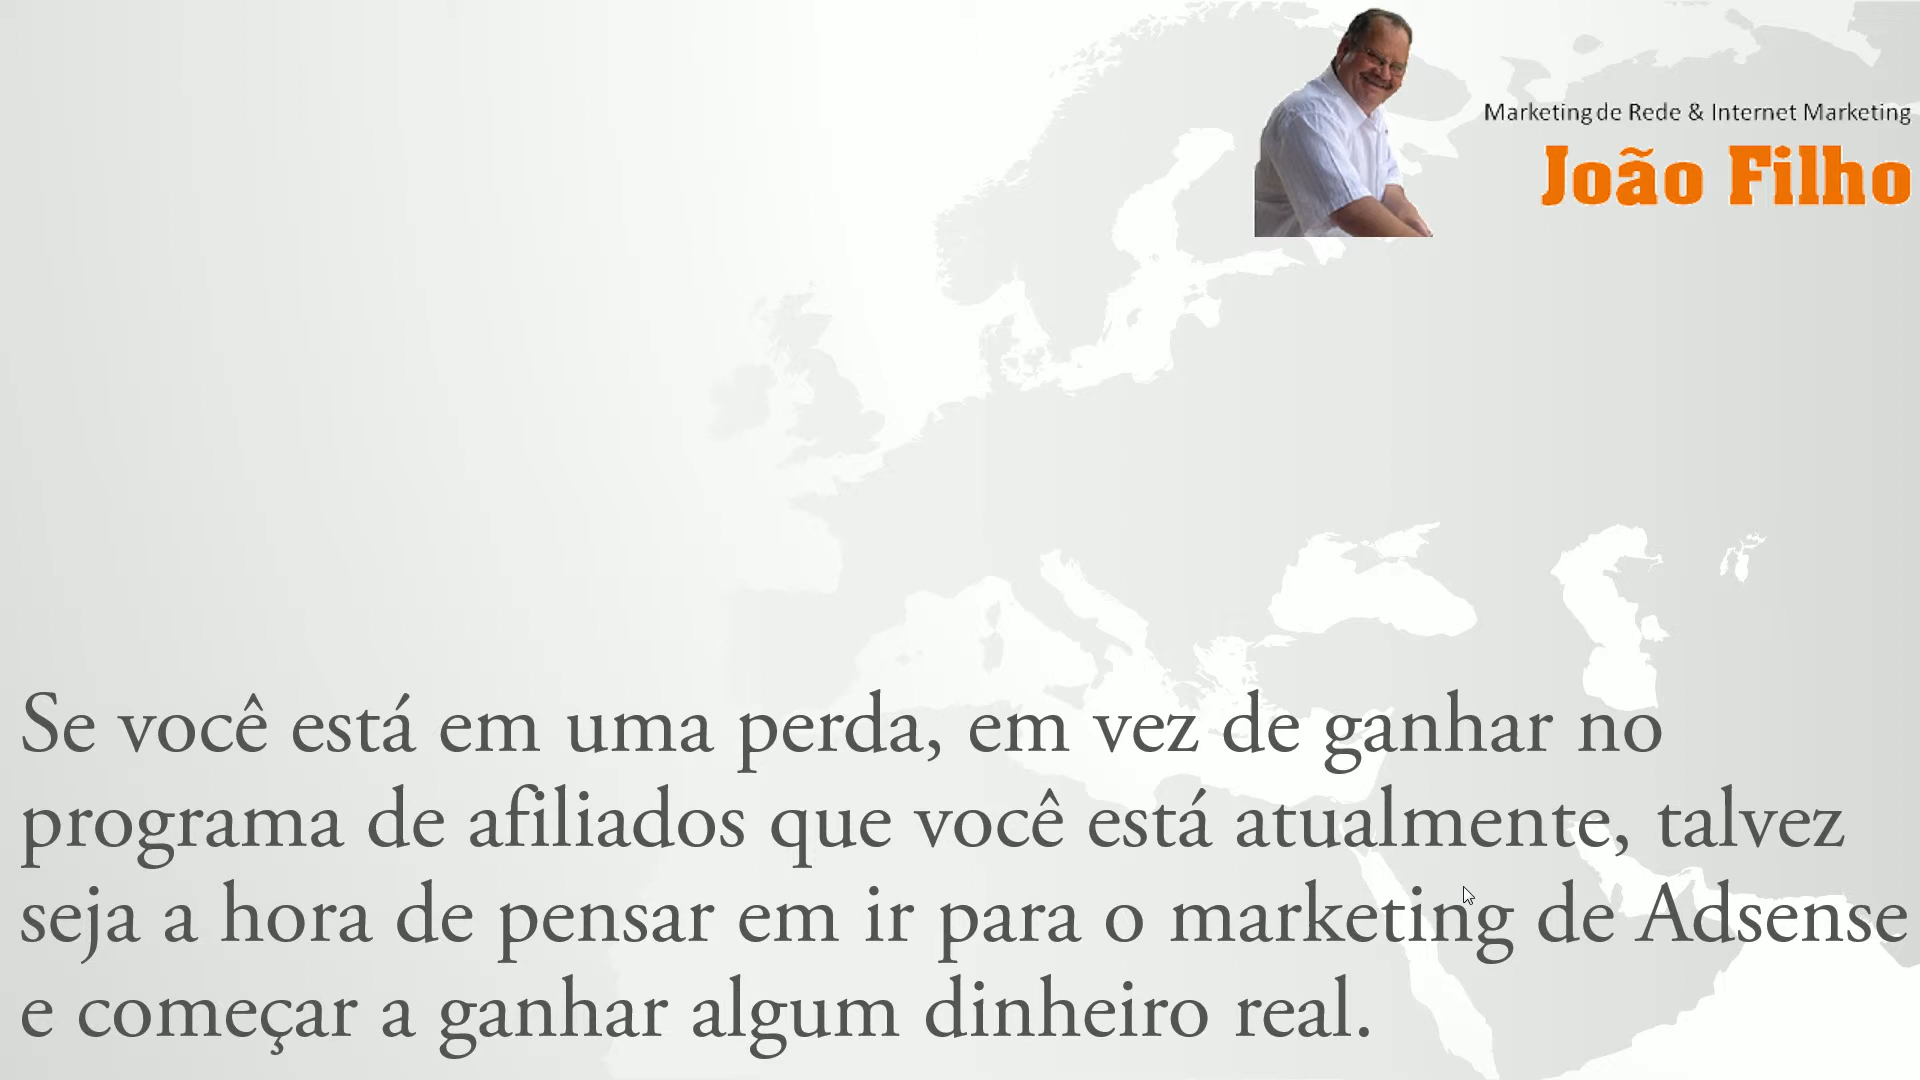 Marketing de Rede & Internet Marketing
João Filho
Se você está em uma perda, em vez de ganhar no
programa de afiliados que você está atualmente, talvez
seja a hora de pensar em ir para o marketing de Adsense
e começar a ganhar algum dinheiro real.